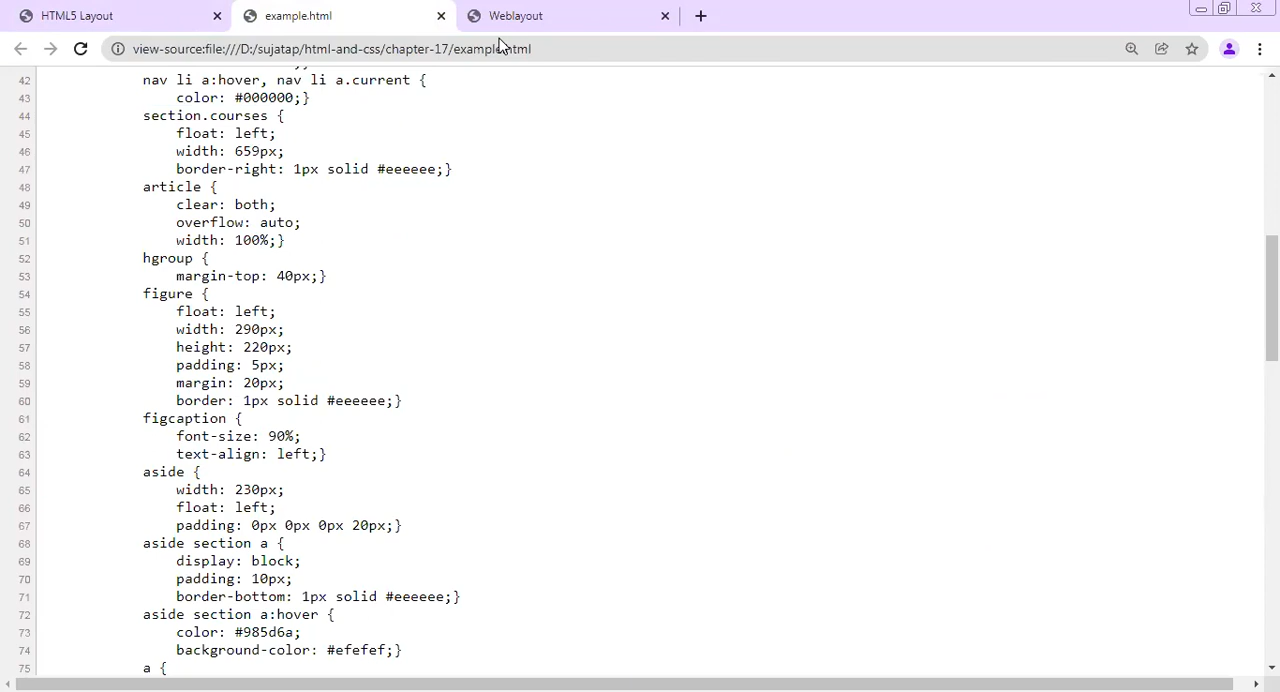 HTML5 Layout
example.html
Weblayout
view-source:file:///D:/sujatap/html-and-css/chapter-17/example.html
42 nav li a:hover, nav li a.current {
43 color: #000000;}
44 section.courses {
45 float: left;
46 width: 659px;
47 border-right: 1px solid #eeeeee;}
48 article {
49 clear: both;
50 overflow: auto;
51 width: 100%;}
52 hgroup {
53 margin-top: 40px;}
54 figure {
55 float: left;
56 width: 290px;
57 height: 220px;
58 padding: 5px;
59 margin: 20px;
60 border: 1px solid #eeeeee;}
61 figcaption {
62 font-size: 90%;
63 text-align: left;}
64 aside {
65 width: 230px;
66 float: left;
67 padding: 0px 0px 0px 20px;}
68 aside section a {
69 display: block;
70 padding: 10px;
71 border-bottom: 1px solid #eeeeee;}
72 aside section a:hover {
73 color: #985d6a;
74 background-color: #efefef;}
75 a {